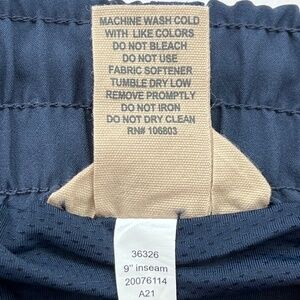 MACHINE WASH COLD
WITH LIKE COLORS
DO NOT BLEACH
DO NOT USE
FABRIC SOFTENER
TUMBLE DRY LOW
REMOVE PROMPTLY
DO NOT IRON
DO NOT DRY CLEAN
RN# 106803
36326
9" inseam
20076114
A21